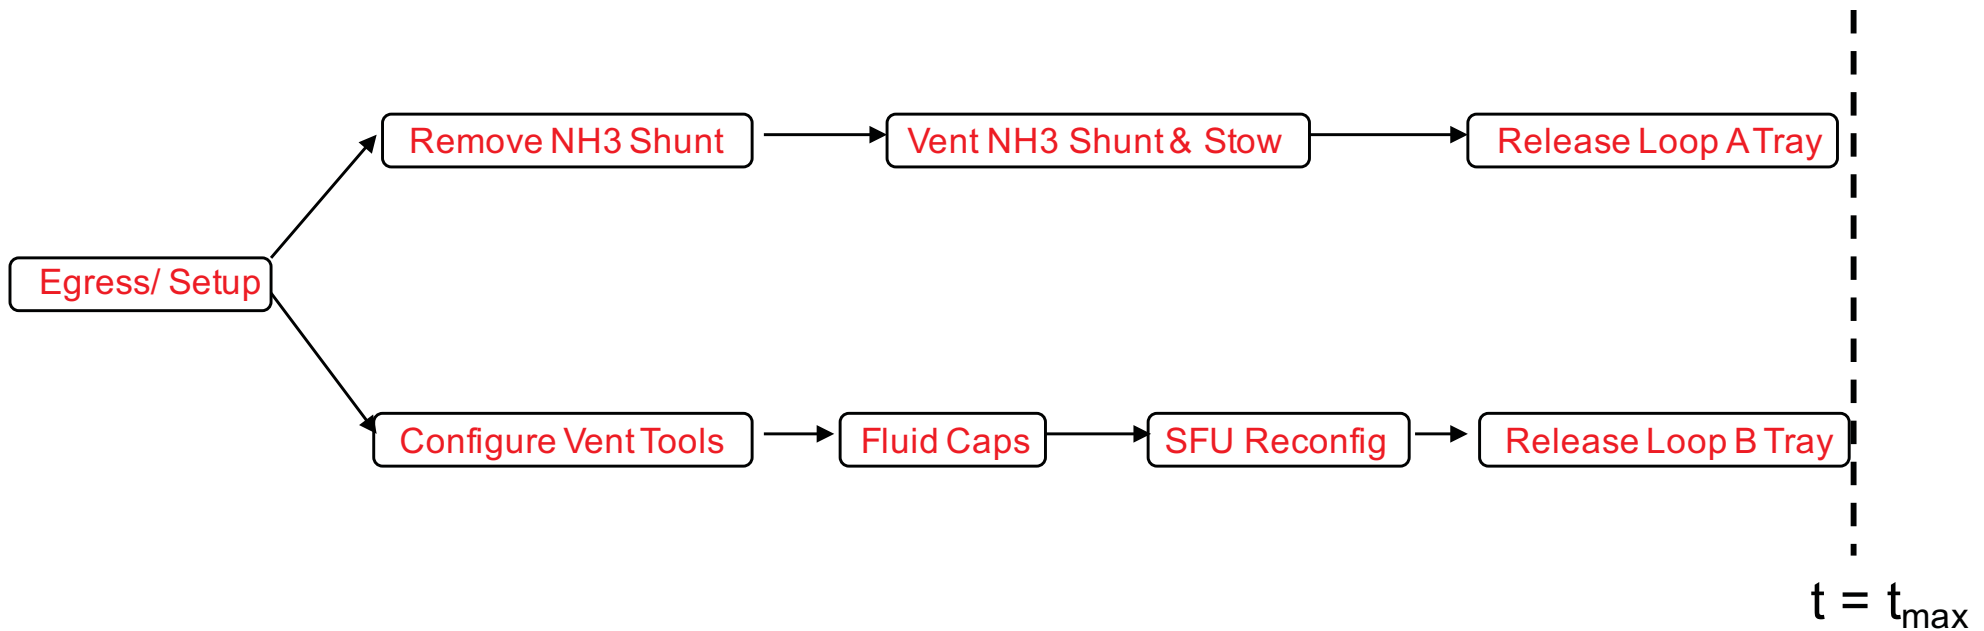 Remove NH3 Shunt
Vent NH3 Shunt & Stow
Release Loop A Tray
Egress/ Setup
Configure Vent Tools
Fluid Caps
SFU Reconfig
Release Loop B Tray
t = tmax